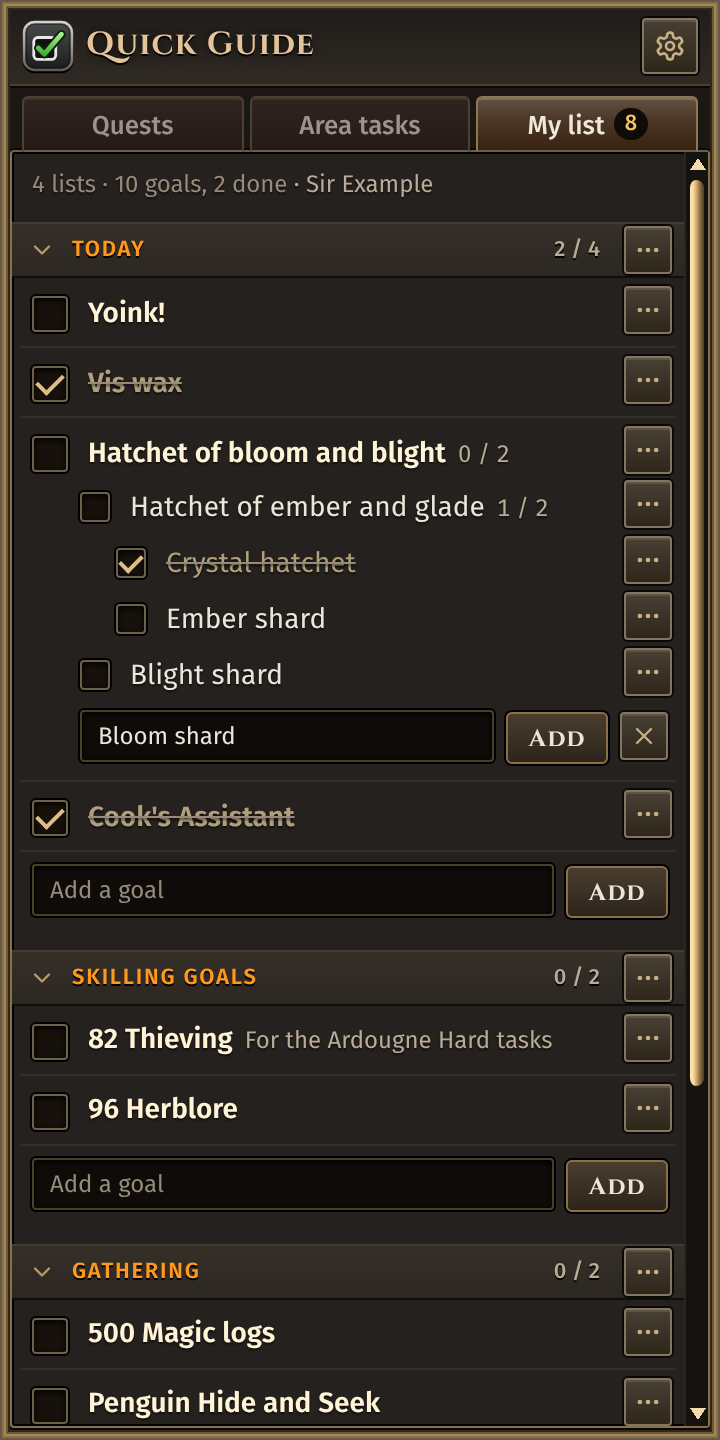 Quick Guide
Quests
Area tasks
My list 8
4 lists · 10 goals, 2 done · Sir Example
TODAY 2 / 4
Yoink!
Vis wax
Hatchet of bloom and blight 0 / 2
Hatchet of ember and glade 1 / 2
Crystal hatchet
Ember shard
Blight shard
Bloom shard ADD
Cook's Assistant
Add a goal ADD
SKILLING GOALS 0 / 2
82 Thieving For the Ardougne Hard tasks
96 Herblore
Add a goal ADD
GATHERING 0 / 2
500 Magic logs
Penguin Hide and Seek